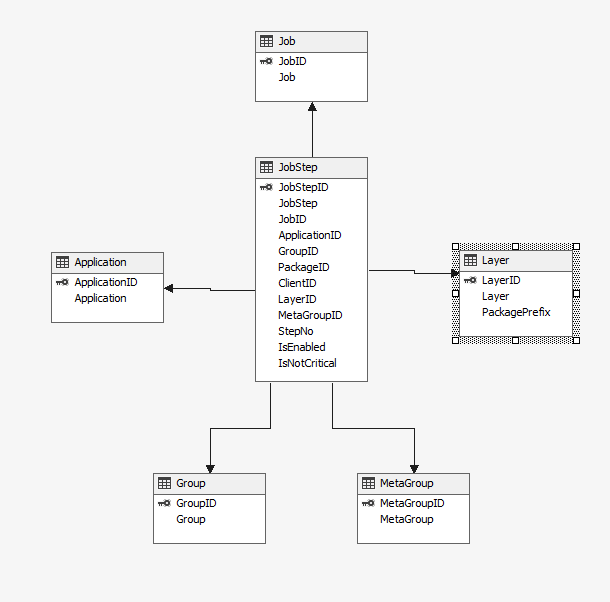 Job
JobID
Job
JobStep
JobStepID
JobStep
JobID
ApplicationID
GroupID
PackageID
ClientID
LayerID
MetaGroupID
StepNo
IsEnabled
IsNotCritical
Application
ApplicationID
Application
Layer
LayerID
Layer
PackagePrefix
Group
GroupID
Group
MetaGroup
MetaGroupID
MetaGroup